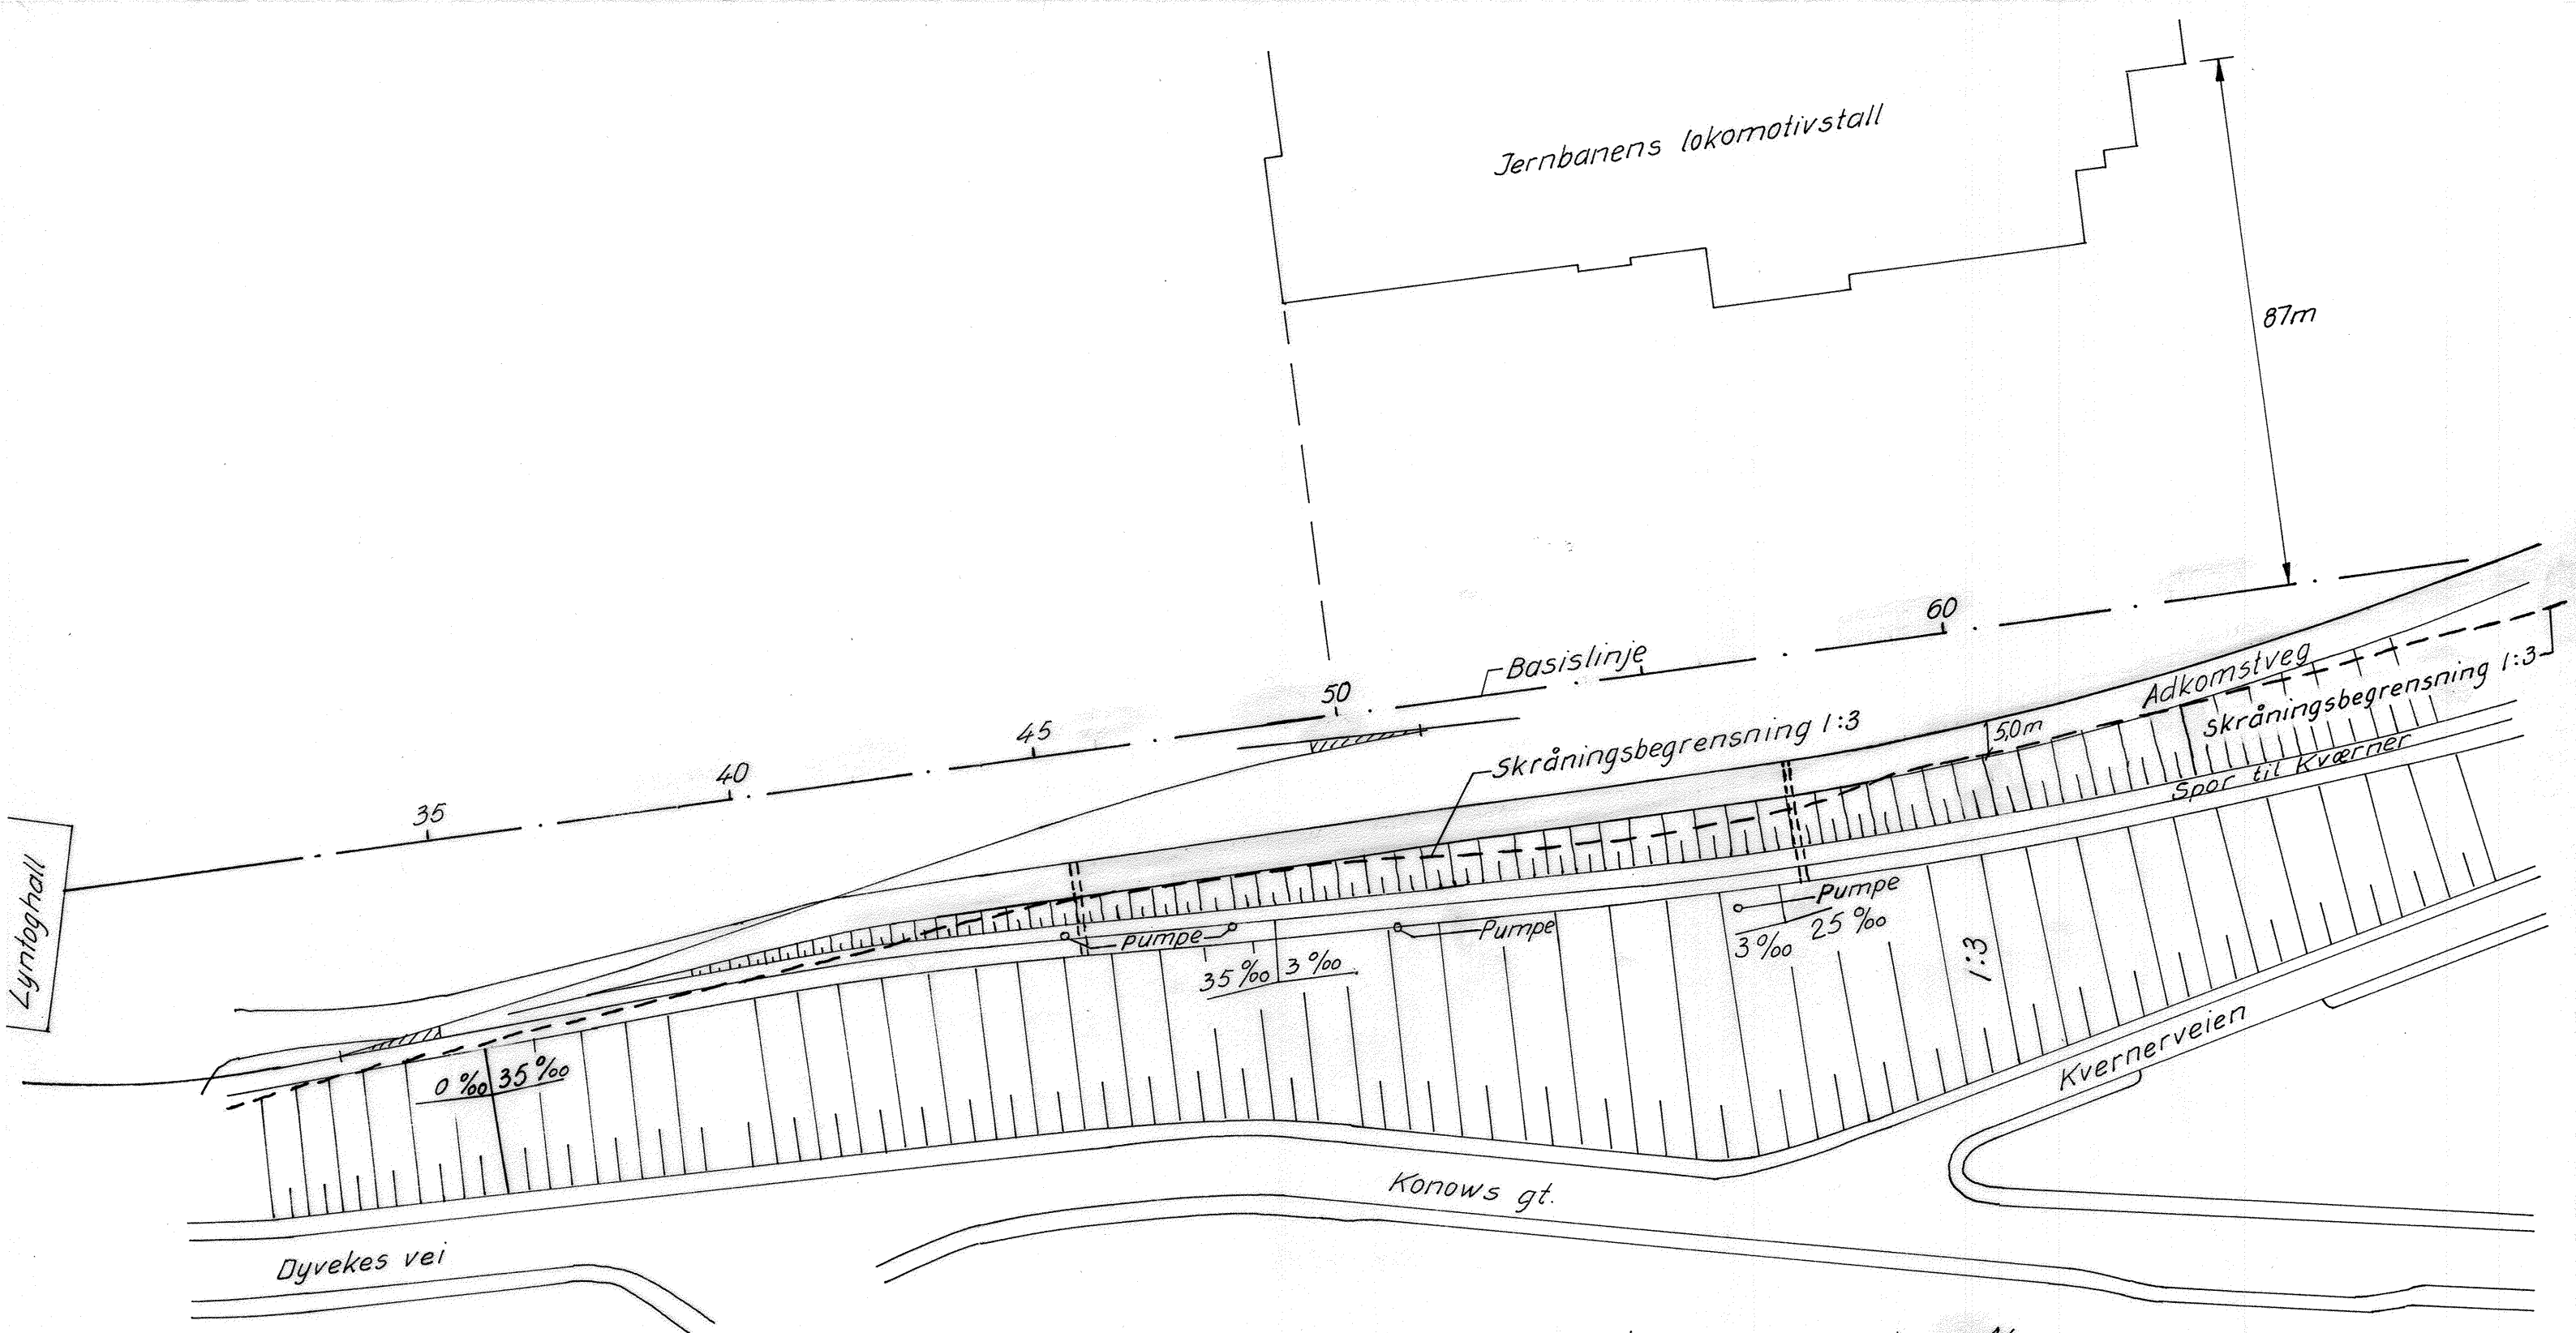 Jernbanens lokomotivstall
87m
60
Basislinje
50
Adkomstveg
Skråningsbegrensning 1:3
45
Skråningsbegrensning 1:3
5,0m
40
Spor til Kværner
35
Lyntoghall
Pumpe
Pumpe
Pumpe
3‰ 25‰
35‰ 3‰
1:3
0‰ 35‰
Kvernerveien
Konows gt.
Dyvekes vei